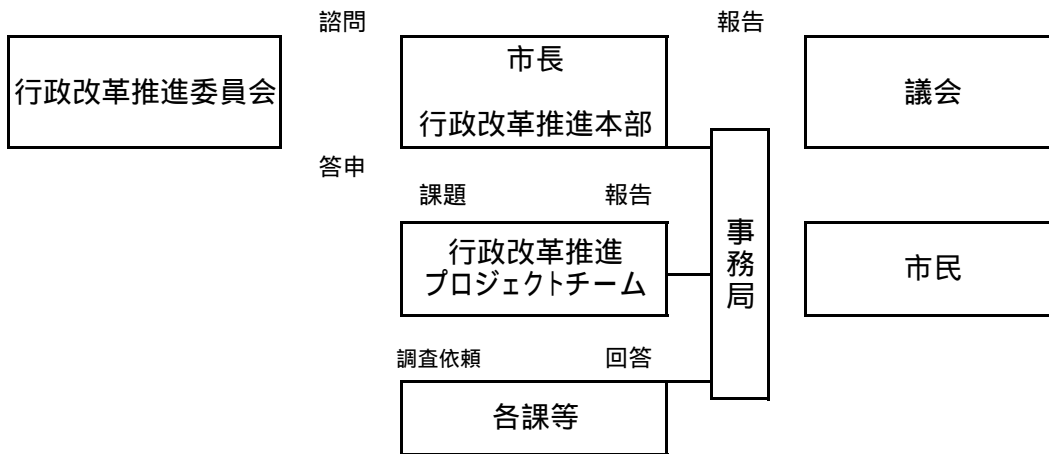 諮問
報告
行政改革推進委員会
市長
行政改革推進本部
議会
答申
課題
報告
行政改革推進
プロジェクトチーム
事務局
市民
調査依頼
回答
各課等